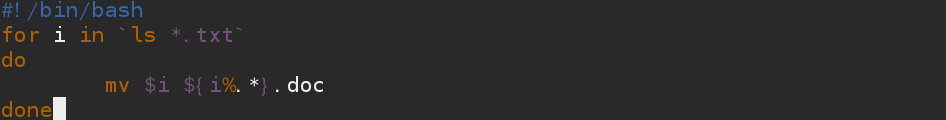 #!/bin/bash
for i in `ls *.txt`
do
        mv $i ${i%.*}.doc
done